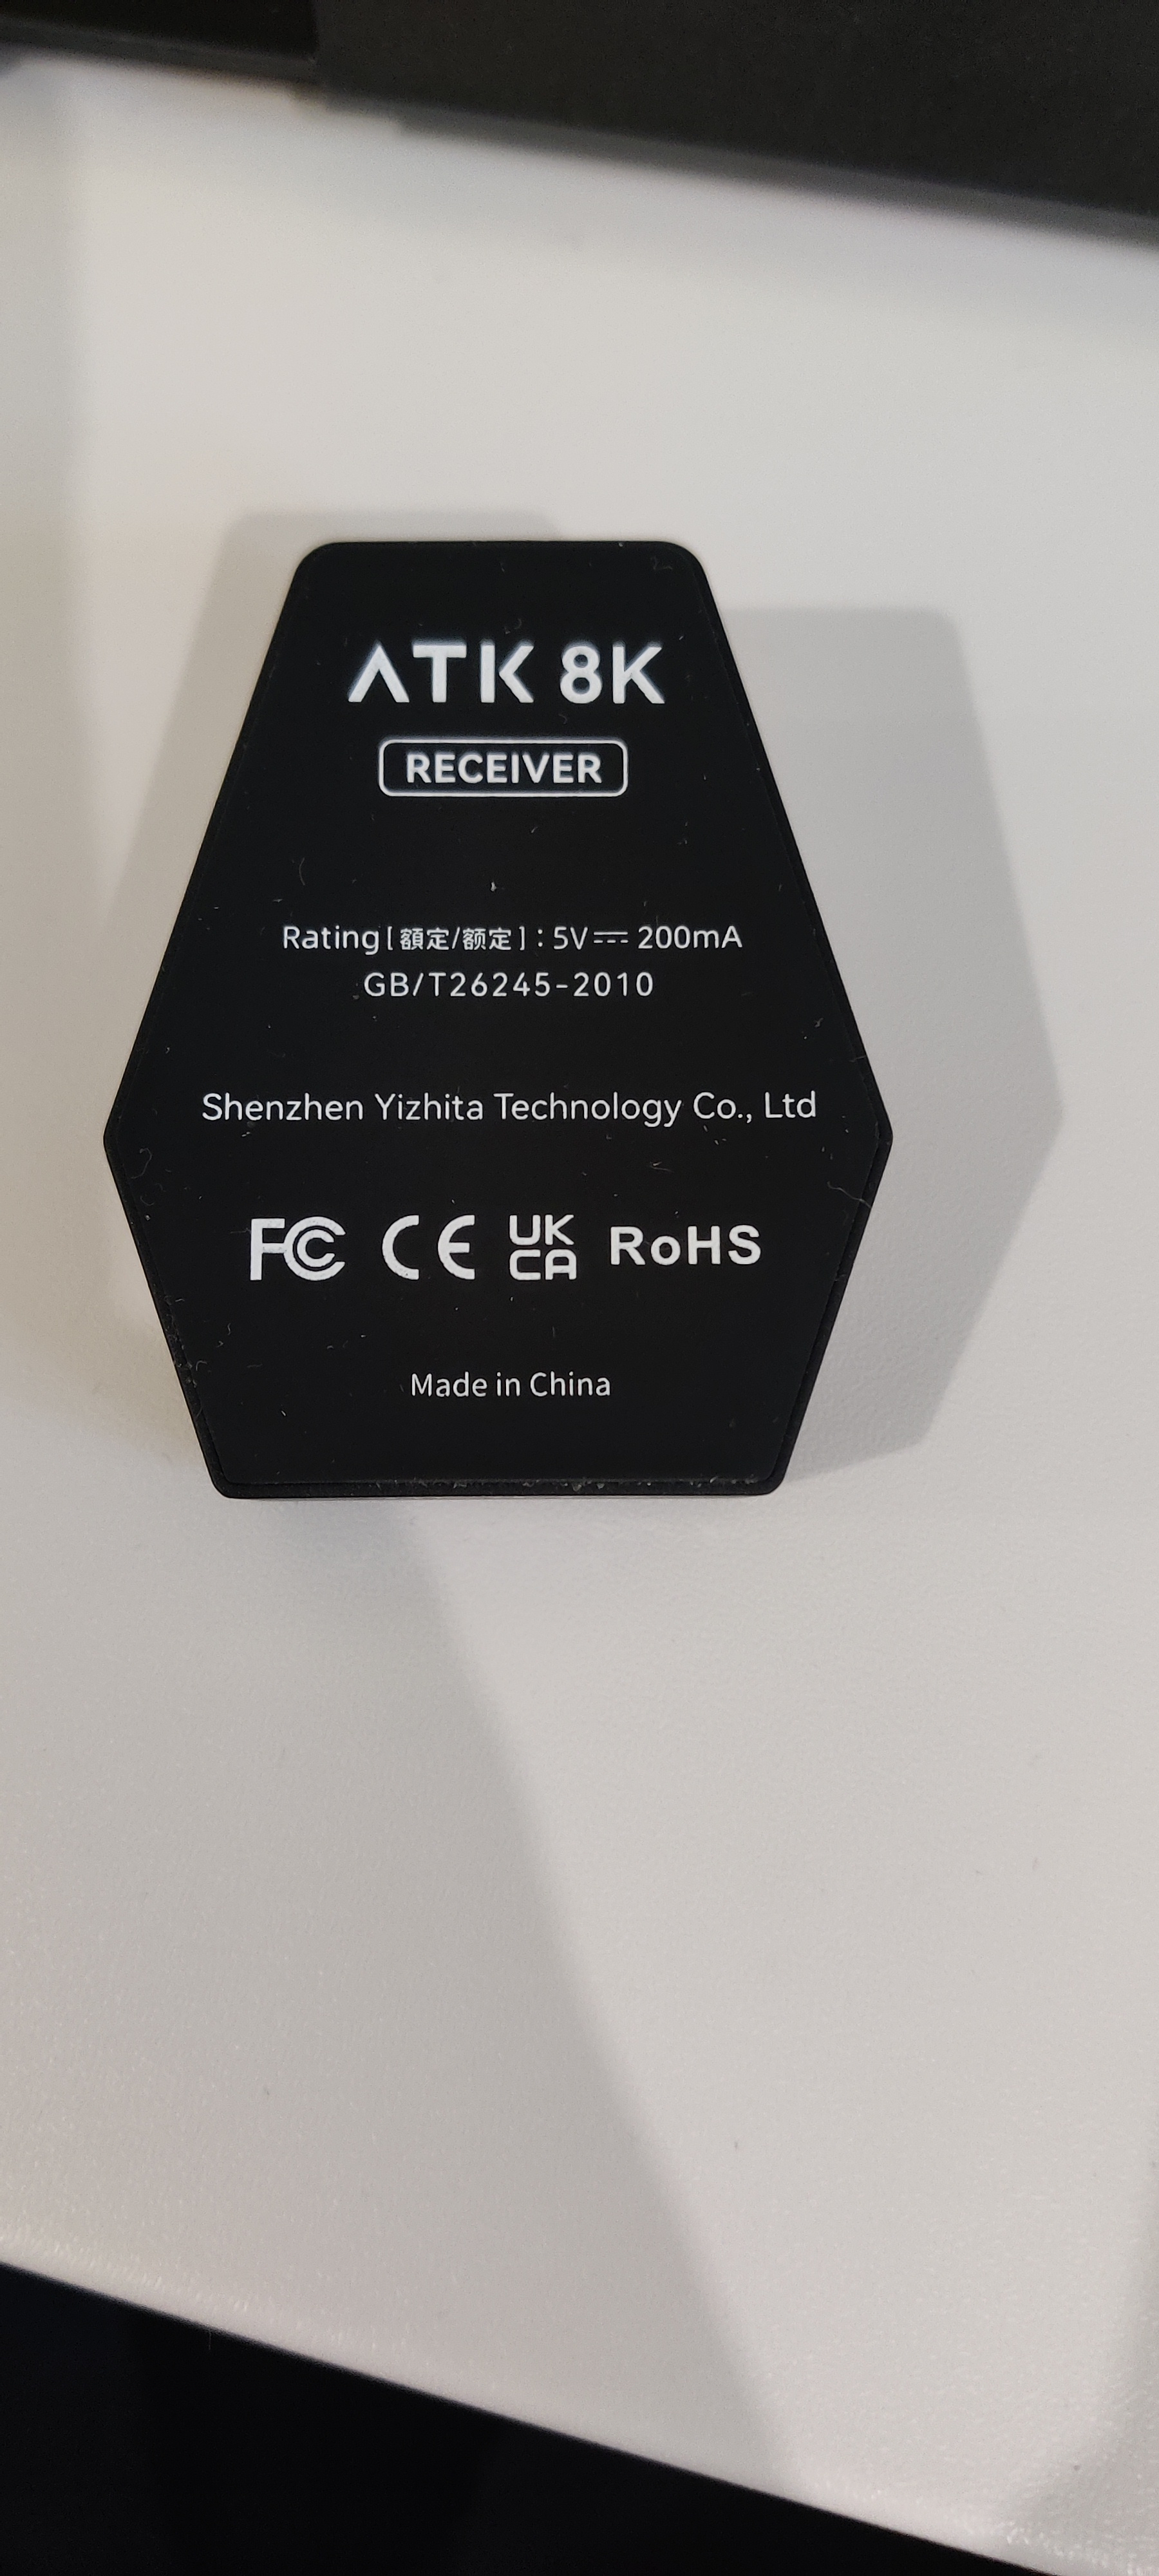 ATK 8K
RECEIVER
Rating[額定/额定]:5V⎓200mA
GB/T26245-2010
Shenzhen Yizhita Technology Co., Ltd
FC CE UK CA RoHS
Made in China